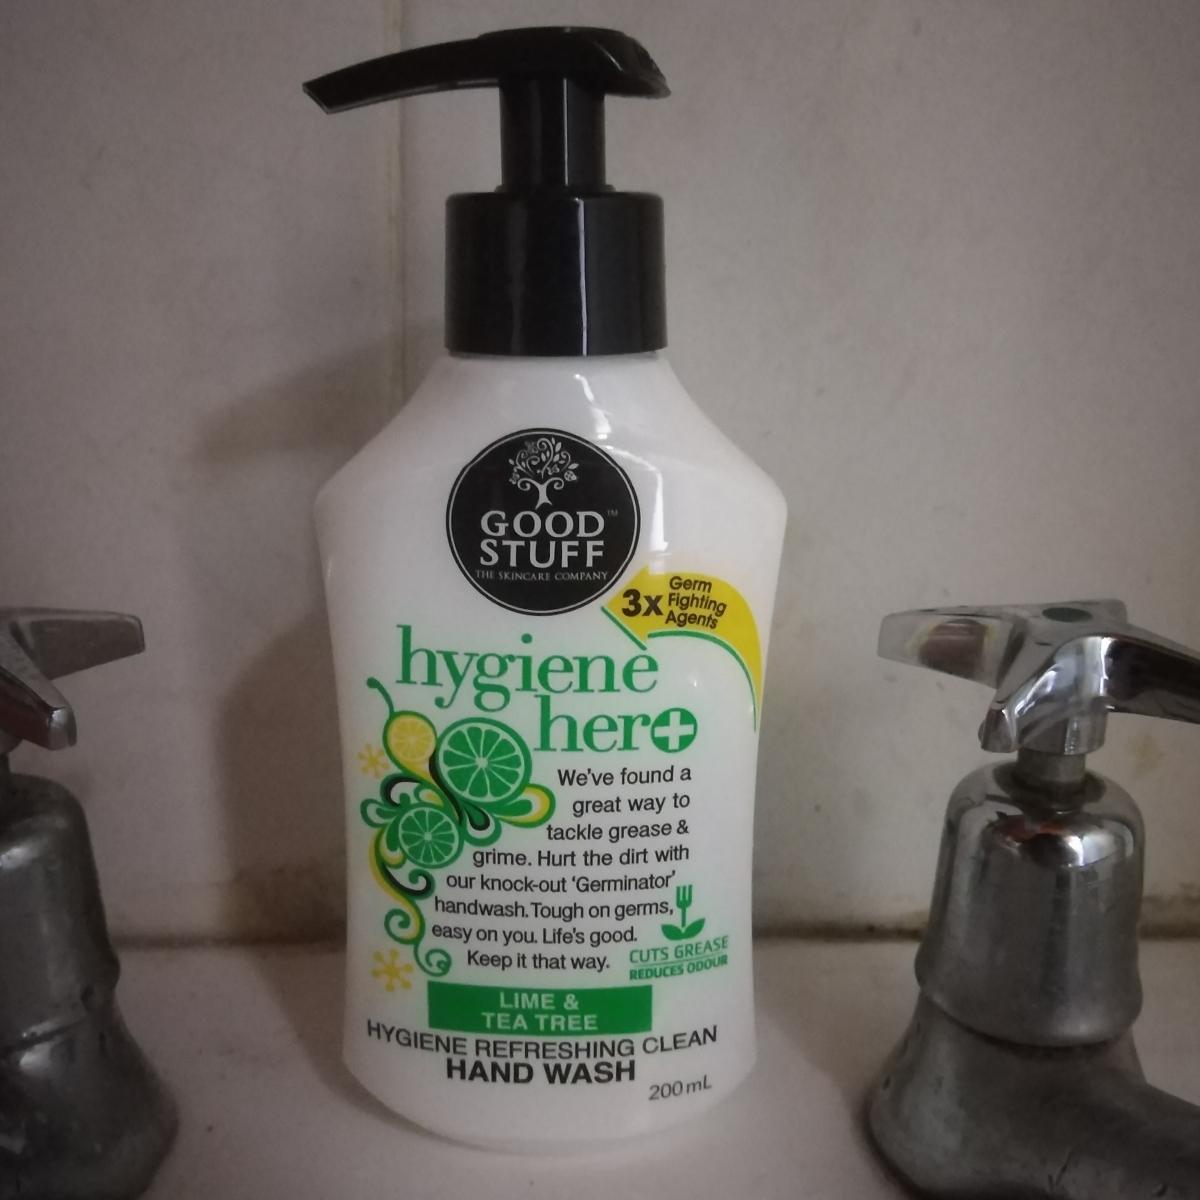 GOOD
STUFF™
THE SKINCARE COMPANY
3x Germ
Fighting
Agents
hygiene
hero
We've found a
great way to
tackle grease &
grime. Hurt the dirt with
our knock-out 'Germinator'
handwash. Tough on germs,
easy on you. Life's good.
Keep it that way.
CUTS GREASE
REDUCES ODOUR
LIME &
TEA TREE
HYGIENE REFRESHING CLEAN
HAND WASH
200 mL